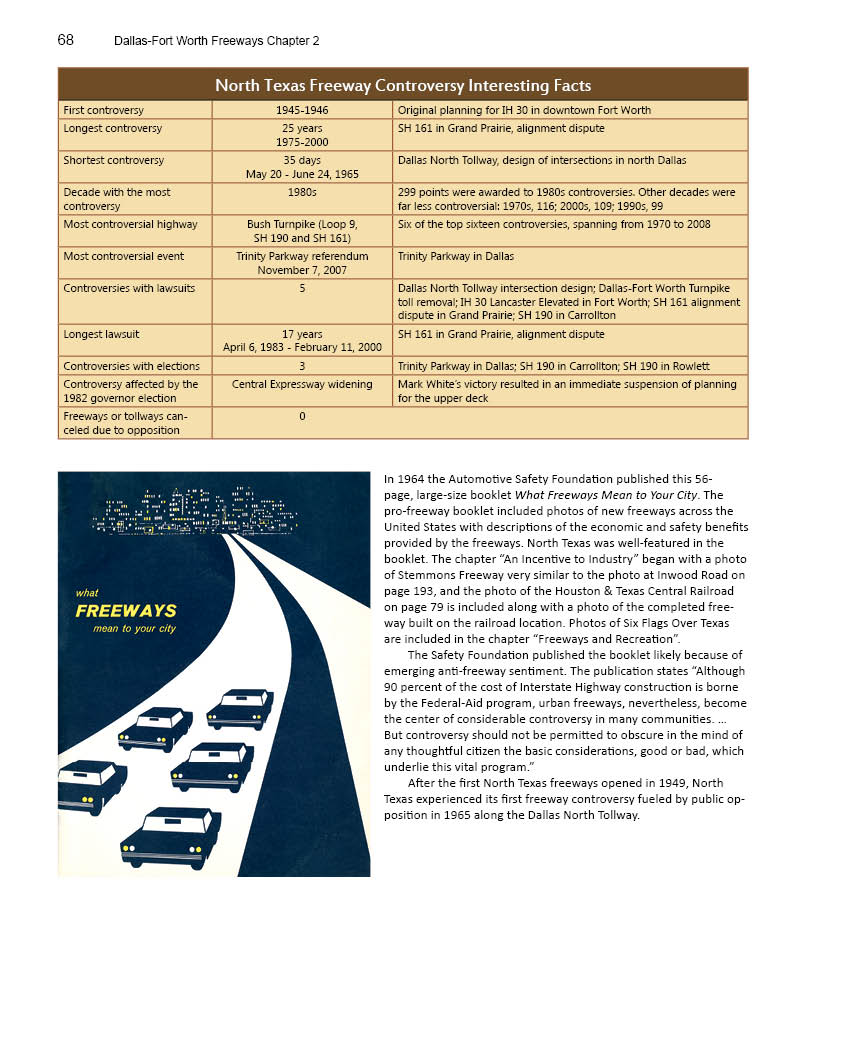 68
Dallas-Fort Worth Freeways Chapter 2
North Texas Freeway Controversy Interesting Facts
First controversy
1945-1946
Original planning for IH 30 in downtown Fort Worth
Longest controversy
25 years
1975-2000
SH 161 in Grand Prairie, alignment dispute
Shortest controversy
35 days
May 20 - June 24, 1965
Dallas North Tollway, design of intersections in north Dallas
Decade with the most
controversy
1980s
299 points were awarded to 1980s controversies. Other decades were
far less controversial: 1970s, 116; 2000s, 109; 1990s, 99
Most controversial highway
Bush Turnpike (Loop 9,
SH 190 and SH 161)
Six of the top sixteen controversies, spanning from 1970 to 2008
Most controversial event
Trinity Parkway referendum
November 7, 2007
Trinity Parkway in Dallas
Controversies with lawsuits
5
Dallas North Tollway intersection design; Dallas-Fort Worth Turnpike
toll removal; IH 30 Lancaster Elevated in Fort Worth; SH 161 alignment
dispute in Grand Prairie; SH 190 in Carrollton
Longest lawsuit
17 years
April 6, 1983 - February 11, 2000
SH 161 in Grand Prairie, alignment dispute
Controversies with elections
3
Trinity Parkway in Dallas; SH 190 in Carrollton; SH 190 in Rowlett
Controversy affected by the
1982 governor election
Central Expressway widening
Mark White's victory resulted in an immediate suspension of planning
for the upper deck
Freeways or tollways can-
celed due to opposition
0
what
FREEWAYS
mean to your city
In 1964 the Automotive Safety Foundation published this 56-
page, large-size booklet What Freeways Mean to Your City. The
pro-freeway booklet included photos of new freeways across the
United States with descriptions of the economic and safety benefits
provided by the freeways. North Texas was well-featured in the
booklet. The chapter “An Incentive to Industry” began with a photo
of Stemmons Freeway very similar to the photo at Inwood Road on
page 193, and the photo of the Houston & Texas Central Railroad
on page 79 is included along with a photo of the completed free-
way built on the railroad location. Photos of Six Flags Over Texas
are included in the chapter “Freeways and Recreation”.
The Safety Foundation published the booklet likely because of
emerging anti-freeway sentiment. The publication states “Although
90 percent of the cost of Interstate Highway construction is borne
by the Federal-Aid program, urban freeways, nevertheless, become
the center of considerable controversy in many communities. ...
But controversy should not be permitted to obscure in the mind of
any thoughtful citizen the basic considerations, good or bad, which
underlie this vital program.”
After the first North Texas freeways opened in 1949, North
Texas experienced its first freeway controversy fueled by public op-
position in 1965 along the Dallas North Tollway.